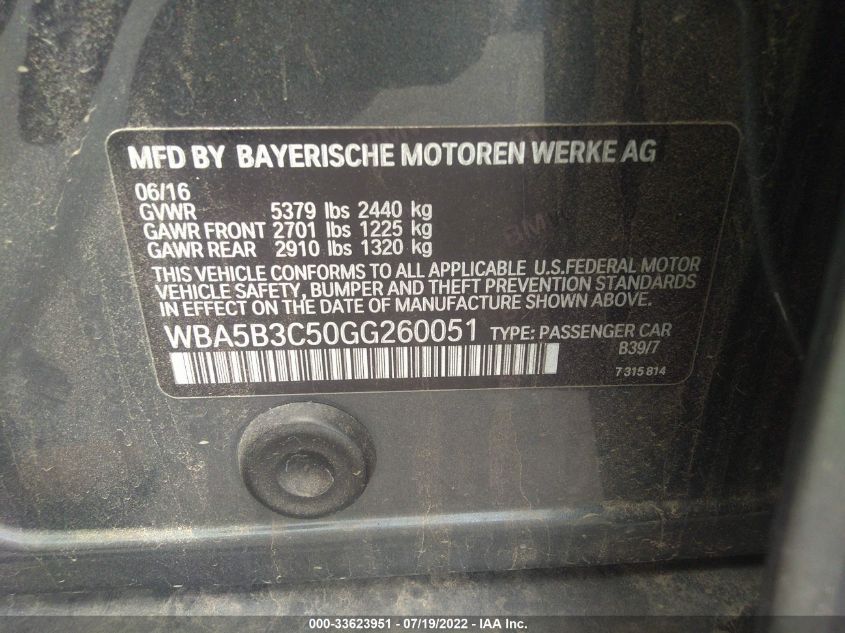 MFD BY BAYERISCHE MOTOREN WERKE AG
06/16
GVWR 5379 lbs 2440 kg
GAWR FRONT 2701 lbs 1225 kg
GAWR REAR 2910 lbs 1320 kg
THIS VEHICLE CONFORMS TO ALL APPLICABLE U.S.FEDERAL MOTOR
VEHICLE SAFETY, BUMPER AND THEFT PREVENTION STANDARDS
IN EFFECT ON THE DATE OF MANUFACTURE SHOWN ABOVE.
WBA5B3C50GG260051 TYPE: PASSENGER CAR
B39/7
7 315 814
000-33623951 - 07/19/2022 - IAA Inc.